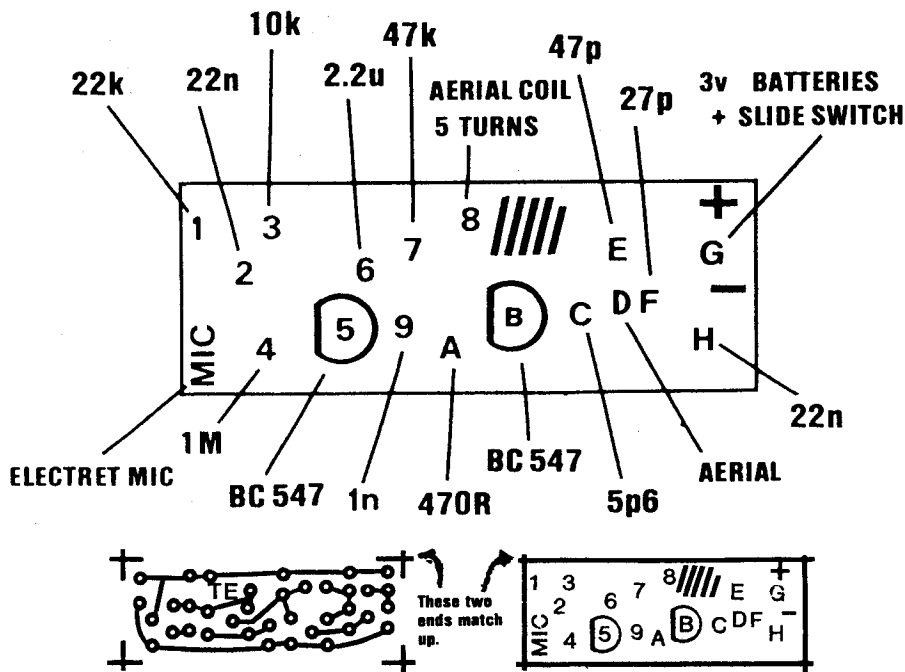 10k
47k
47p
22k
22n
2.2u
AERIAL COIL
5 TURNS
27p
3v BATTERIES
+ SLIDE SWITCH
1
2
3
6
7
8
E
+
G
−
MIC
4
5
9
A
B
C
D F
H
ELECTRET MIC
1M
BC 547
1n
470R
BC 547
5p6
AERIAL
22n
TE
These two
ends match
up.
1
3
2
6
7
8
E
+
G
−
MIC
4
5
9
A
B
C
D F
H